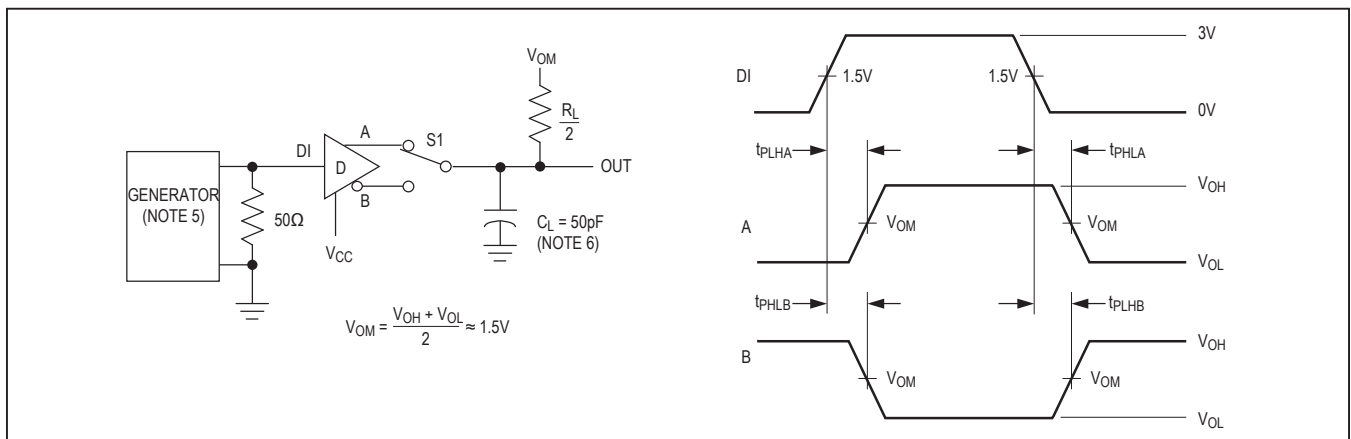 V_OM
R_L
2
A
S1
DI
D
OUT
B
GENERATOR
(NOTE 5)
50Ω
C_L = 50pF
(NOTE 6)
V_CC
V_OM = V_OH + V_OL / 2 ≈ 1.5V
3V
DI
1.5V
1.5V
0V
t_PLHA
t_PHLA
V_OH
A
V_OM
V_OM
V_OL
t_PHLB
t_PLHB
B
V_OH
V_OM
V_OM
V_OL